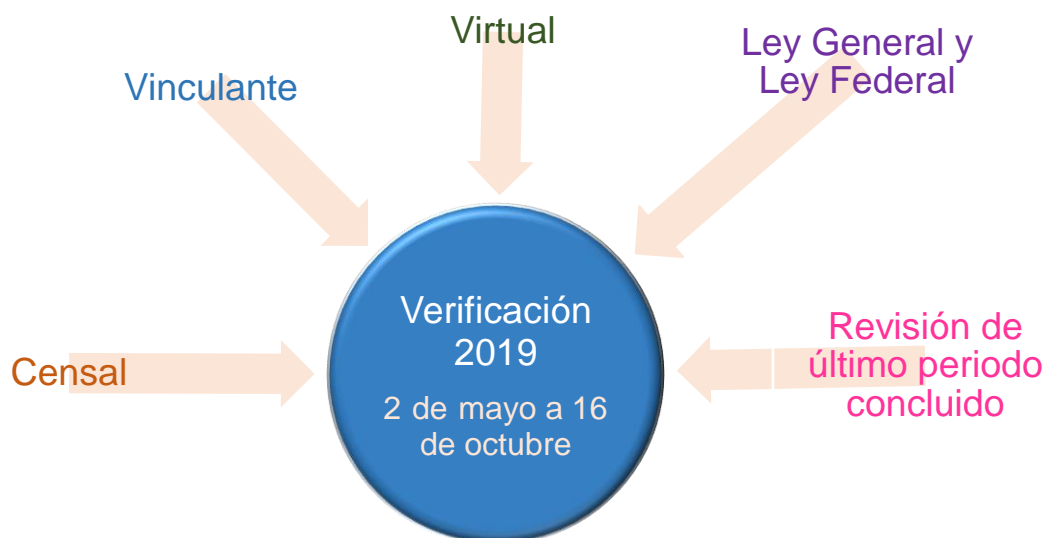 Virtual
Ley General y
Ley Federal
Vinculante
Verificación
2019
2 de mayo a 16
de octubre
Censal
Revisión de
último periodo
concluido